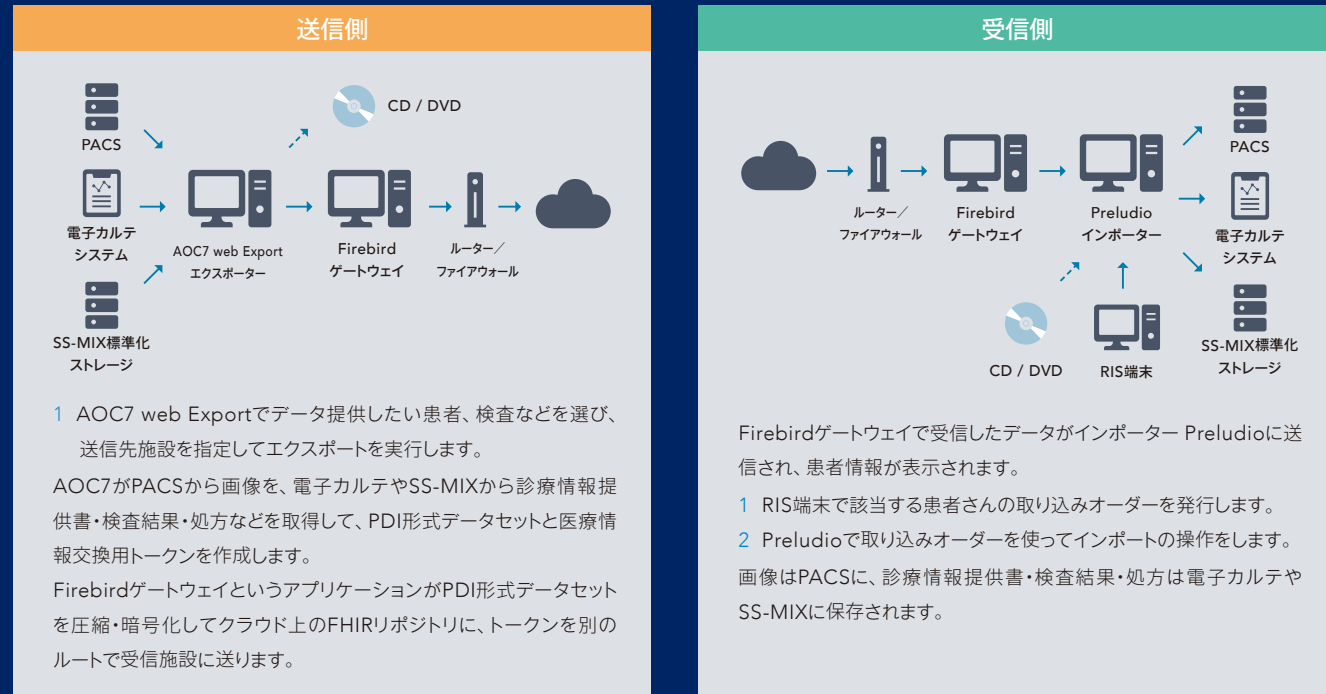 送信側
CD / DVD
PACS
電子カルテ
システム
AOC7 web Export
エクスポーター
Firebird
ゲートウェイ
ルーター／
ファイアウォール
SS-MIX標準化
ストレージ
1 AOC7 web Exportでデータ提供したい患者、検査などを選び、
送信先施設を指定してエクスポートを実行します。
AOC7がPACSから画像を、電子カルテやSS-MIXから診療情報提
供書・検査結果・処方などを取得して、PDI形式データセットと医療情
報交換用トークンを作成します。
FirebirdゲートウェイというアプリケーションがPDI形式データセット
を圧縮・暗号化してクラウド上のFHIRリポジトリに、トークンを別の
ルートで受信施設に送ります。
受信側
ルーター／
ファイアウォール
Firebird
ゲートウェイ
Preludio
インポーター
PACS
電子カルテ
システム
SS-MIX標準化
ストレージ
CD / DVD
RIS端末
Firebirdゲートウェイで受信したデータがインポーター Preludioに送
信され、患者情報が表示されます。
1 RIS端末で該当する患者さんの取り込みオーダーを発行します。
2 Preludioで取り込みオーダーを使ってインポートの操作をします。
画像はPACSに、診療情報提供書・検査結果・処方は電子カルテや
SS-MIXに保存されます。